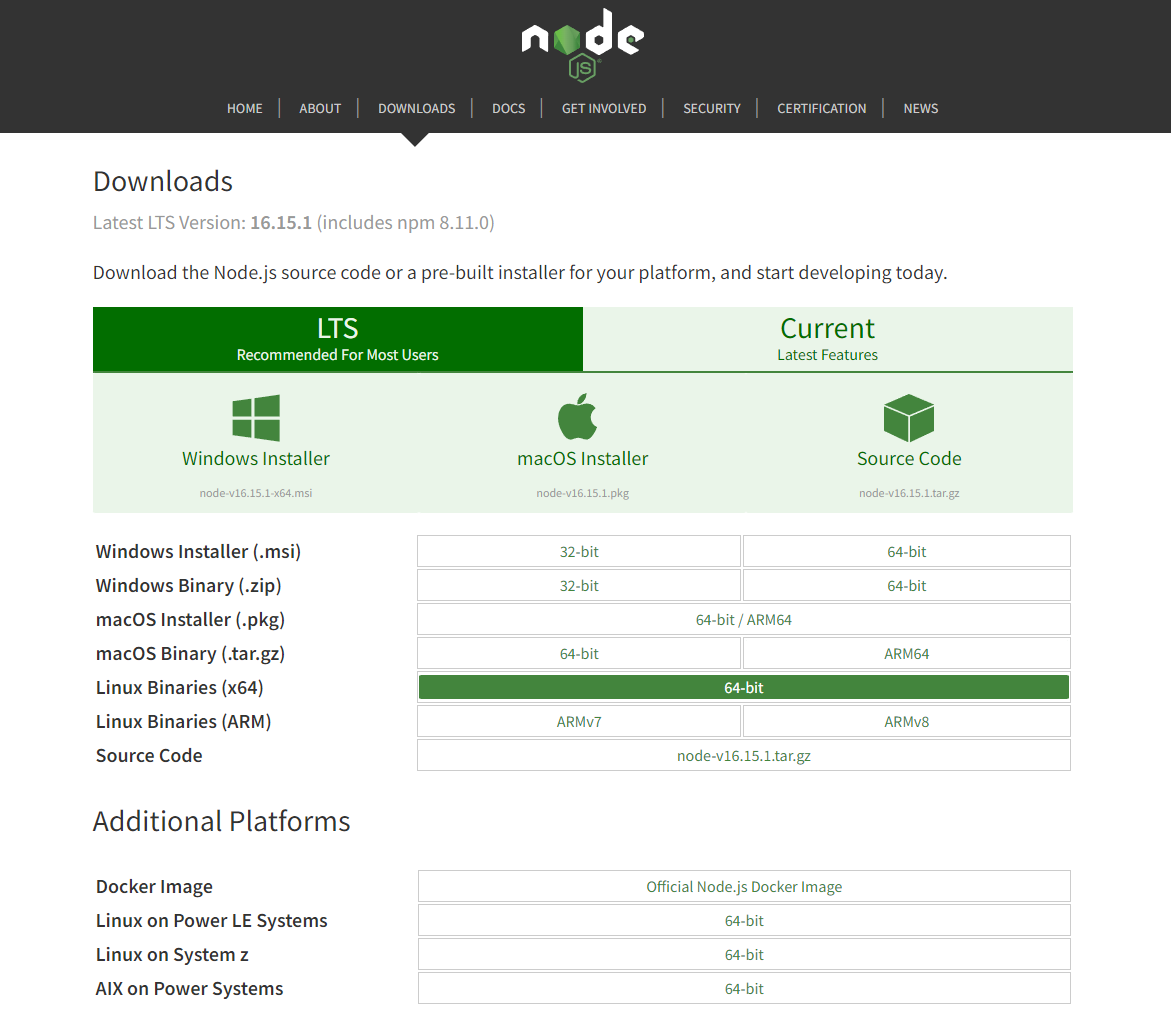 node
JS
HOME ABOUT DOWNLOADS DOCS GET INVOLVED SECURITY CERTIFICATION NEWS
Downloads
Latest LTS Version: 16.15.1 (includes npm 8.11.0)
Download the Node.js source code or a pre-built installer for your platform, and start developing today.
LTS
Recommended For Most Users
Current
Latest Features
Windows Installer
node-v16.15.1-x64.msi
macOS Installer
node-v16.15.1.pkg
Source Code
node-v16.15.1.tar.gz
Windows Installer (.msi) 32-bit 64-bit
Windows Binary (.zip) 32-bit 64-bit
macOS Installer (.pkg) 64-bit / ARM64
macOS Binary (.tar.gz) 64-bit ARM64
Linux Binaries (x64) 64-bit
Linux Binaries (ARM) ARMv7 ARMv8
Source Code node-v16.15.1.tar.gz
Additional Platforms
Docker Image Official Node.js Docker Image
Linux on Power LE Systems 64-bit
Linux on System z 64-bit
AIX on Power Systems 64-bit